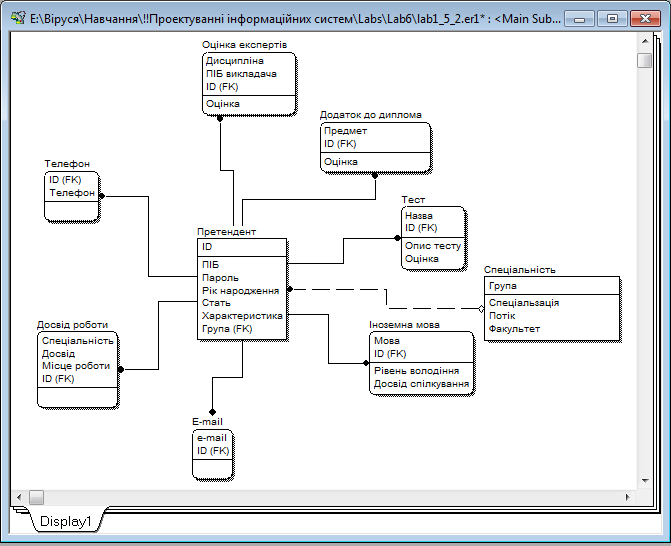 E:\Віруся\Навчання\!!Проектуванні інформаційних систем\Labs\Lab6\lab1_5_2.er1* : <Main Sub...
Оцінка експертів
Дисципліна
ПІБ викладача
ID (FK)
Оцінка
Додаток до диплома
Предмет
ID (FK)
Оцінка
Телефон
ID (FK)
Телефон
Тест
Назва
ID (FK)
Опис тесту
Оцінка
Претендент
ID
ПІБ
Пароль
Рік народження
Стать
Характеристика
Група (FK)
Спеціальність
Група
Спеціальзація
Потік
Факультет
Досвід роботи
Спеціальність
Досвід
Місце роботи
ID (FK)
Іноземна мова
Мова
ID (FK)
Рівень володіння
Досвід спілкування
E-mail
e-mail
ID (FK)
Display1